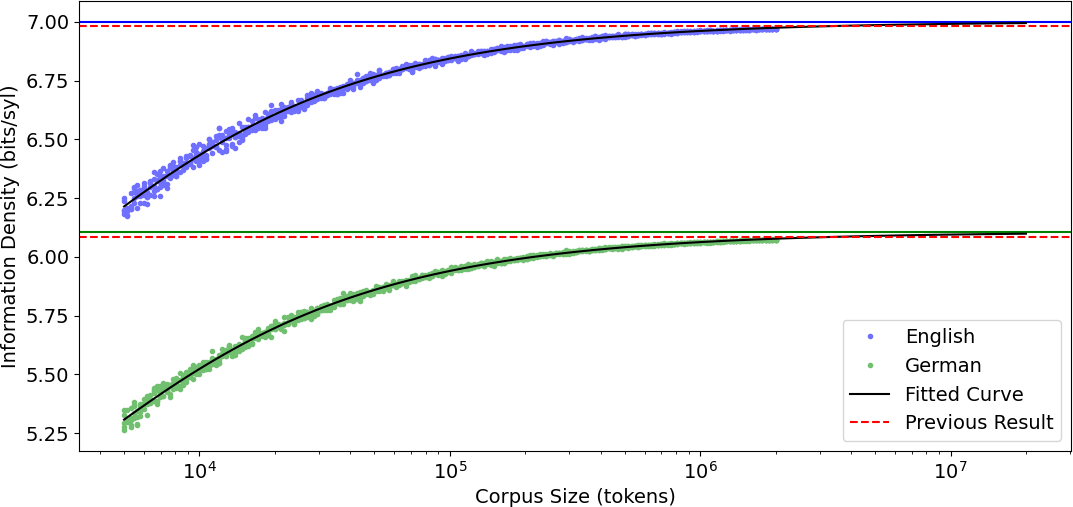 7.00
6.75
6.50
6.25
6.00
5.75
5.50
5.25
Information Density (bits/syl)
10^4
10^5
10^6
10^7
Corpus Size (tokens)
English
German
Fitted Curve
Previous Result